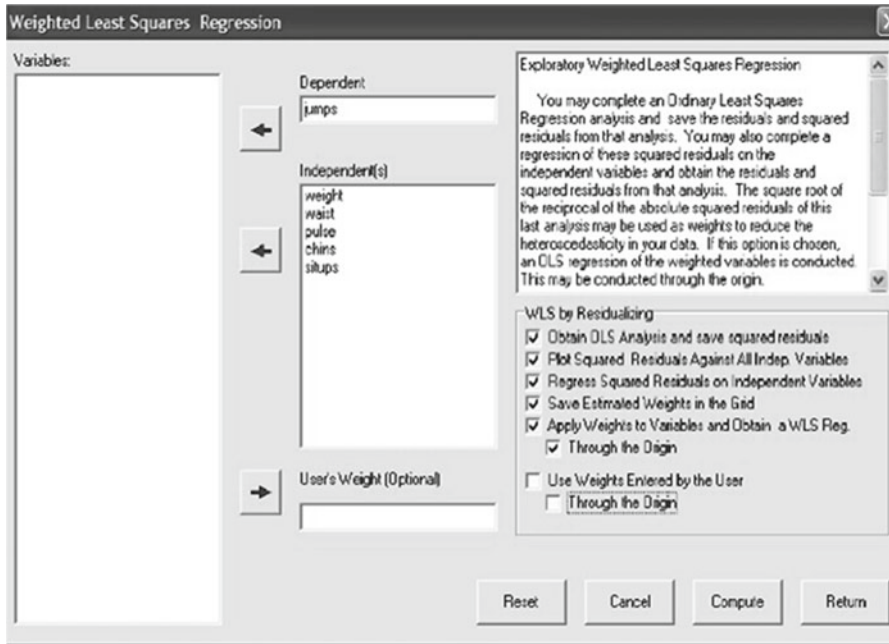 Weighted Least Squares Regression
Variables:
Dependent
jumps
Independent(s)
weight
waist
pulse
chins
situps
User's Weight (Optional)
Exploratory Weighted Least Squares Regression
You may complete an Ordinary Least Squares
Regression analysis and save the residuals and squared
residuals from that analysis. You may also complete a
regression of these squared residuals on the
independent variables and obtain the residuals and
squared residuals from that analysis. The square root of
the reciprocal of the absolute squared residuals of this
last analysis may be used as weights to reduce the
heteroscedasticity in your data. If this option is chosen,
an OLS regression of the weighted variables is conducted.
This may be conducted through the origin.
WLS by Residualizing
Obtain OLS Analysis and save squared residuals
Plot Squared Residuals Against All Indep. Variables
Regress Squared Residuals on Independent Variables
Save Estimated Weights in the Grid
Apply Weights to Variables and Obtain a WLS Reg.
Through the Origin
Use Weights Entered by the User
Through the Origin
Reset
Cancel
Compute
Return